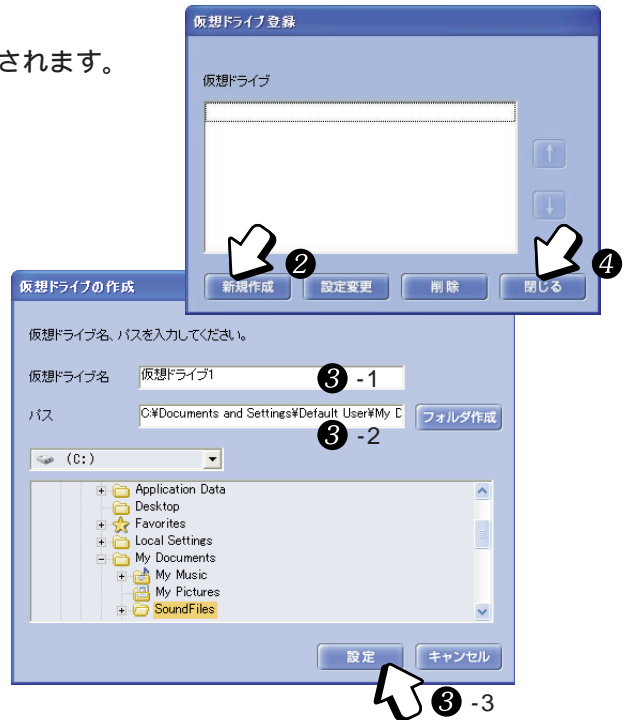 されます。
仮想ドライブ登録
仮想ドライブ
新規作成 設定変更 削除 閉じる
❷
❹
仮想ドライブの作成
仮想ドライブ名、パスを入力してください。
仮想ドライブ名 仮想ドライブ1
❸ -1
パス C:¥Documents and Settings¥Default User¥My D フォルダ作成
❸ -2
(C:)
Application Data
Desktop
Favorites
Local Settings
My Documents
My Music
My Pictures
SoundFiles
設定 キャンセル
❸ -3